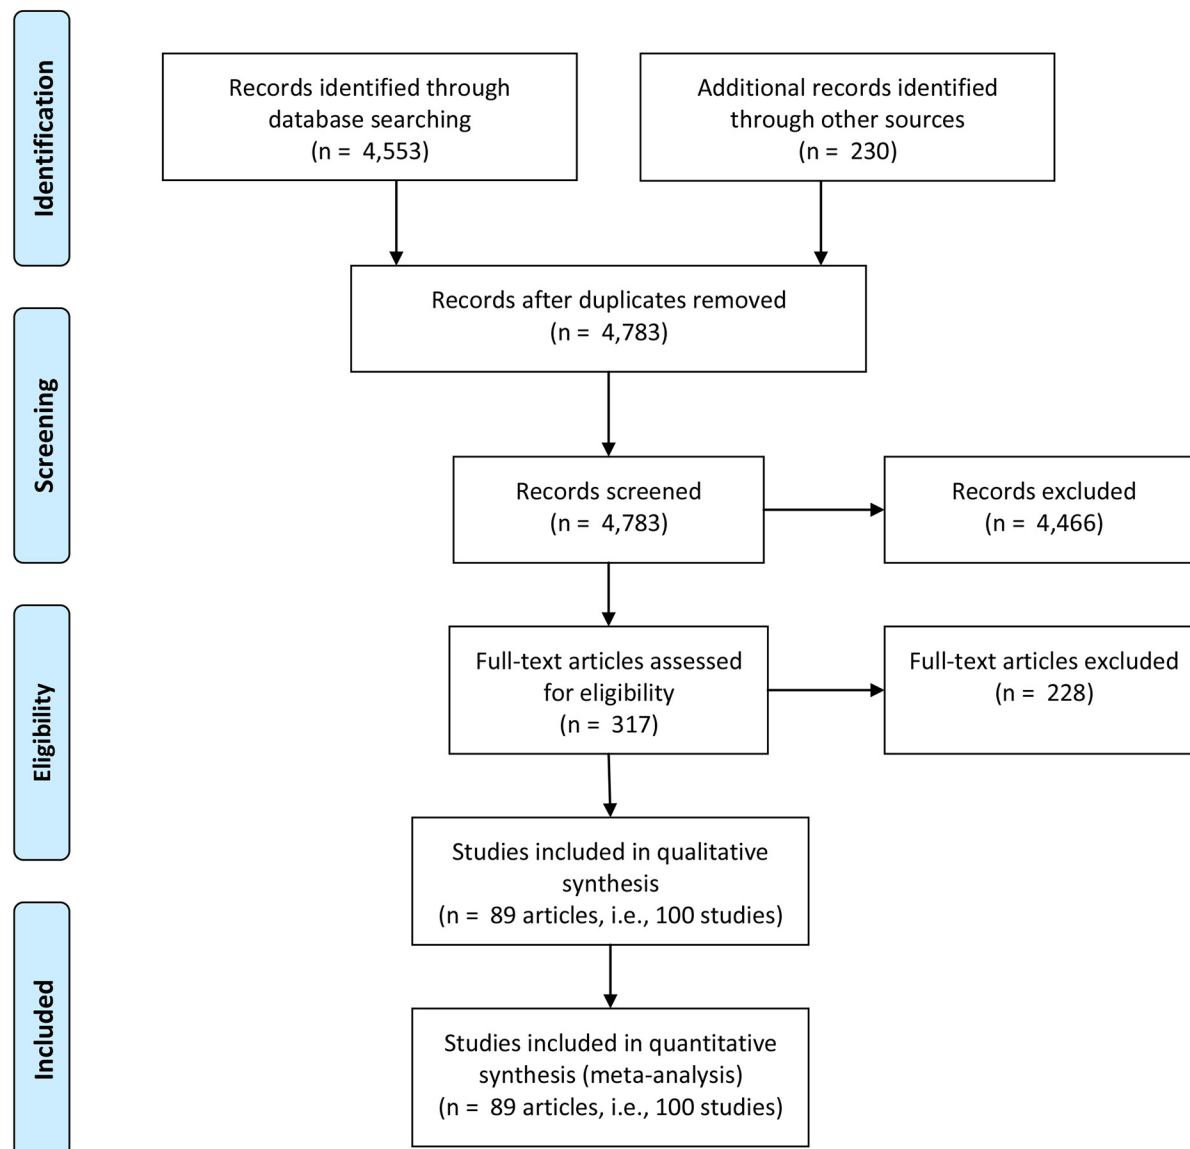 Identification
Records identified through
database searching
(n =  4,553)
Additional records identified
through other sources
(n =  230)
Records after duplicates removed
(n =  4,783)
Screening
Records screened
(n =  4,783)
Records excluded
(n =  4,466)
Eligibility
Full-text articles assessed
for eligibility
(n =  317)
Full-text articles excluded
(n =  228)
Studies included in qualitative
synthesis
(n =  89 articles, i.e., 100 studies)
Included
Studies included in quantitative
synthesis (meta-analysis)
(n =  89 articles, i.e., 100 studies)